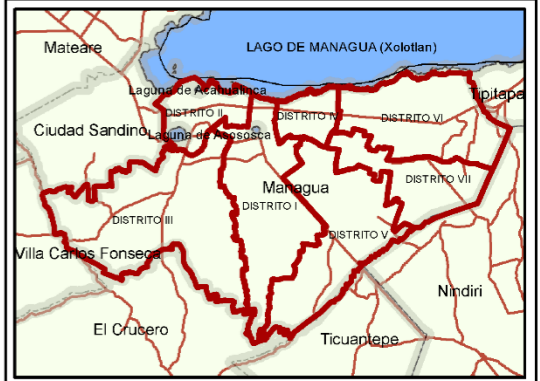 LAGO DE MANAGUA (Xolotlan)
Mateare
Laguna de Acahualinca
Tipitapa
DISTRITO II
DISTRITO IV
DISTRITO VI
Ciudad Sandino
Laguna de Asososca
DISTRITO VII
Managua
DISTRITO III
DISTRITO I
DISTRITO V
Villa Carlos Fonseca
Nindiri
El Crucero
Ticuantepe